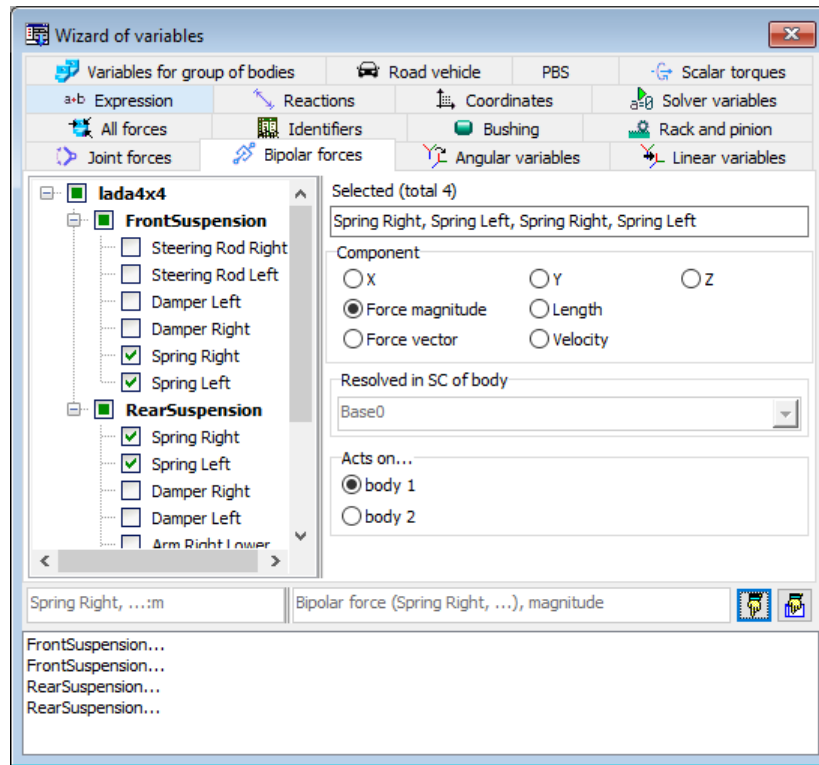 Wizard of variables
Variables for group of bodies Road vehicle PBS Scalar torques
a+b Expression Reactions Coordinates a=0 Solver variables
All forces Identifiers Bushing Rack and pinion
Joint forces Bipolar forces Angular variables Linear variables
lada4x4
FrontSuspension
Steering Rod Right
Steering Rod Left
Damper Left
Damper Right
Spring Right
Spring Left
RearSuspension
Spring Right
Spring Left
Damper Right
Damper Left
Arm Right Lower
Selected (total 4)
Spring Right, Spring Left, Spring Right, Spring Left
Component
X Y Z
Force magnitude Length
Force vector Velocity
Resolved in SC of body
Base0
Acts on...
body 1
body 2
Spring Right, ...:m Bipolar force (Spring Right, ...), magnitude
FrontSuspension...
FrontSuspension...
RearSuspension...
RearSuspension...